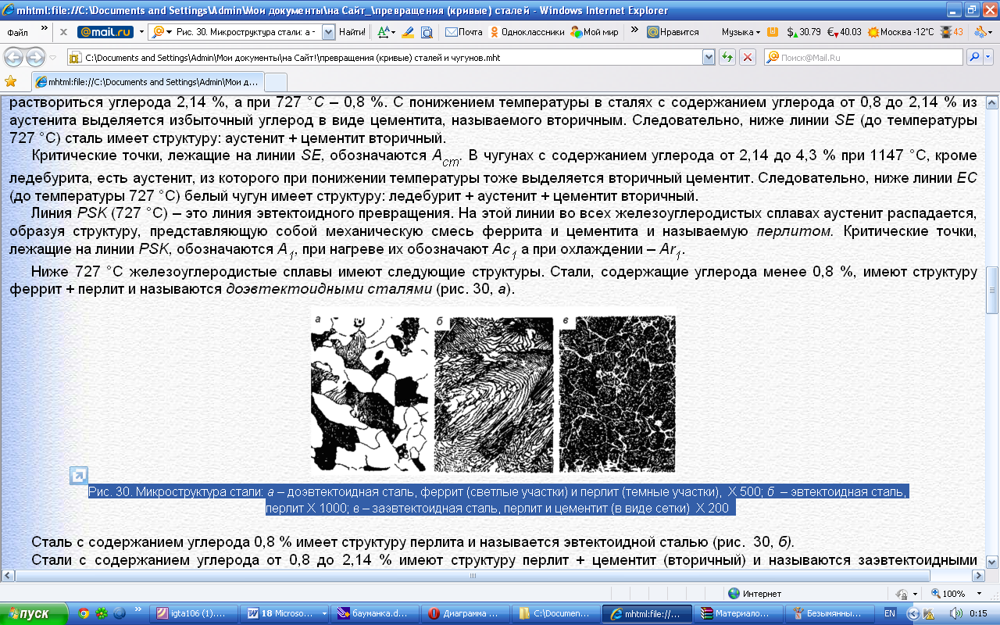 mhtml:file://C:\Documents and Settings\Admin\Мои документы\на Сайт_\превращения (кривые) сталей - Windows Internet Explorer
Файл » x @mail.ru Рис. 30. Микроструктура стали: а - Найти! Почта Одноклассники Мой мир » Нравится Музыка $ 30.79 € 40.03 Москва -12°C 43
C:\Documents and Settings\Admin\Мои документы\на Сайт!\превращения (кривые) сталей и чугунов.mht Поиск@Mail.Ru
mhtml:file://C:\Documents and Settings\Admin\Мои д...
раствориться углерода 2,14 %, а при 727 °С – 0,8 %. С понижением температуры в сталях с содержанием углерода от 0,8 до 2,14 % из
аустенита выделяется избыточный углерод в виде цементита, называемого вторичным. Следовательно, ниже линии SE (до температуры
727 °С) сталь имеет структуру: аустенит + цементит вторичный.
Критические точки, лежащие на линии SE, обозначаются Аcm. В чугунах с содержанием углерода от 2,14 до 4,3 % при 1147 °С, кроме
ледебурита, есть аустенит, из которого при понижении температуры тоже выделяется вторичный цементит. Следовательно, ниже линии ЕС
(до температуры 727 °С) белый чугун имеет структуру: ледебурит + аустенит + цементит вторичный.
Линия PSK (727 °С) – это линия эвтектоидного превращения. На этой линии во всех железоуглеродистых сплавах аустенит распадается,
образуя структуру, представляющую собой механическую смесь феррита и цементита и называемую перлитом. Критические точки,
лежащие на линии PSK, обозначаются А1, при нагреве их обозначают Ас1 а при охлаждении – Ar1.
Ниже 727 °С железоуглеродистые сплавы имеют следующие структуры. Стали, содержащие углерода менее 0,8 %, имеют структуру
феррит + перлит и называются доэвтектоидными сталями (рис. 30, а).
а б в
Рис. 30. Микроструктура стали: а – доэвтектоидная сталь, феррит (светлые участки) и перлит (темные участки), X 500; б – эвтектоидная сталь,
перлит X 1000; в – заэвтектоидная сталь, перлит и цементит (в виде сетки) X 200
Сталь с содержанием углерода 0,8 % имеет структуру перлита и называется эвтектоидной сталью (рис. 30, б).
Стали с содержанием углерода от 0,8 до 2,14 % имеют структуру перлит + цементит (вторичный) и называются заэвтектоидными
Интернет 100%
пуск » igta106 (1).... 18 Microso... бауманка.d... Диаграмма ... C:\Documen... mhtml:file://... Материало... Безымянны... EN 0:15